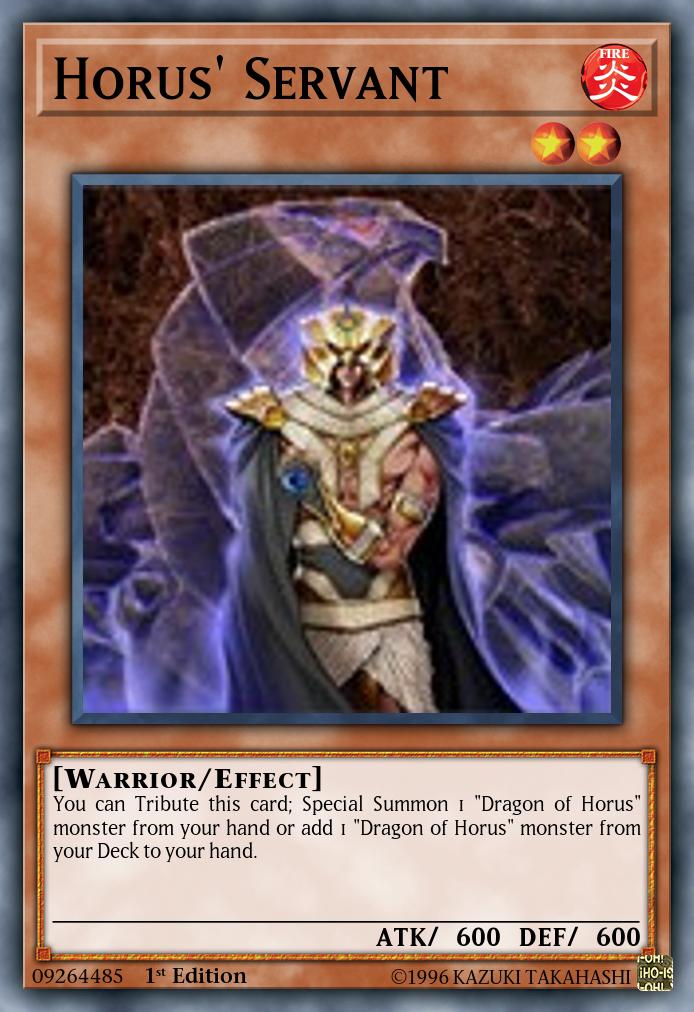 Horus' Servant
FIRE
炎
[Warrior/Effect]
You can Tribute this card; Special Summon 1 "Dragon of Horus"
monster from your hand or add 1 "Dragon of Horus" monster from
your Deck to your hand.
ATK/ 600 DEF/ 600
09264485 1st Edition ©1996 KAZUKI TAKAHASHI